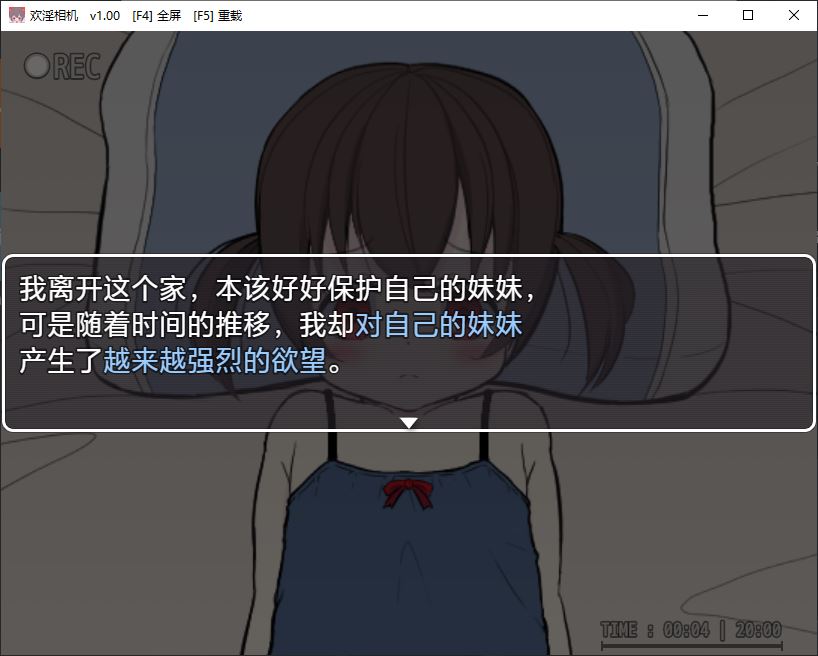 欢淫相机 v1.00 [F4] 全屏 [F5] 重载
REC
我离开这个家，本该好好保护自己的妹妹，
可是随着时间的推移，我却对自己的妹妹
产生了越来越强烈的欲望。
TIME : 00:04 | 20:00